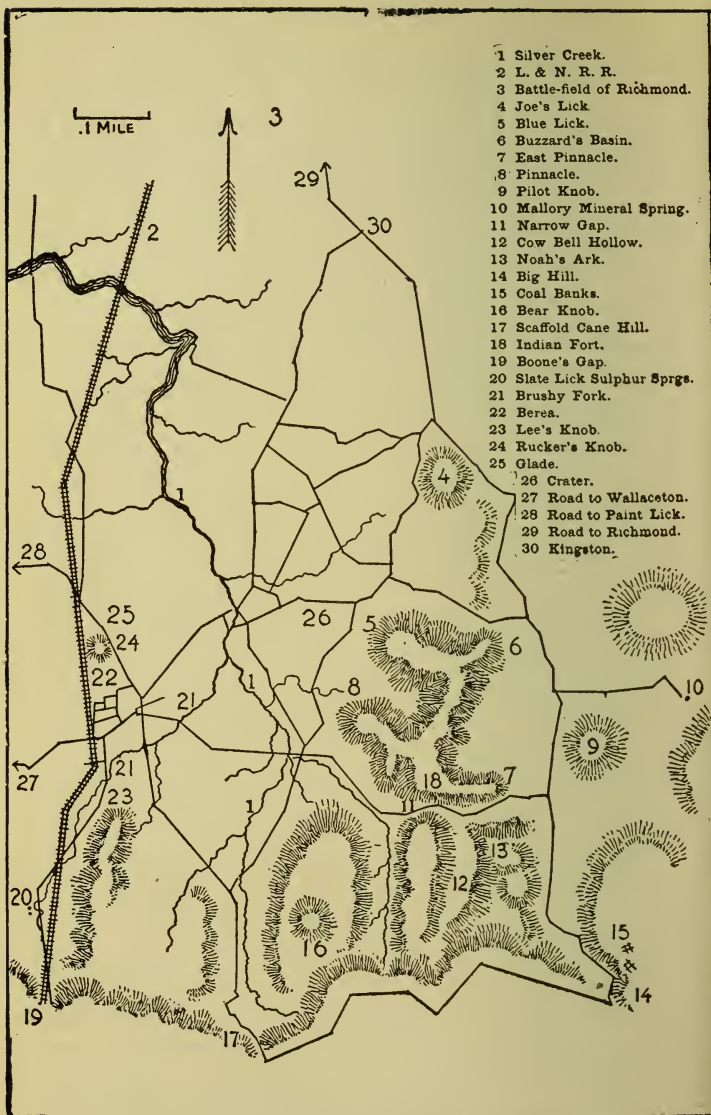 1 Silver Creek.
2 L. & N. R. R.
3 Battle-field of Richmond.
4 Joe's Lick
5 Blue Lick.
6 Buzzard's Basin.
7 East Pinnacle.
8 Pinnacle.
9 Pilot Knob.
10 Mallory Mineral Spring.
11 Narrow Gap.
12 Cow Bell Hollow.
13 Noah's Ark.
14 Big Hill.
15 Coal Banks.
16 Bear Knob.
17 Scaffold Cane Hill.
18 Indian Fort.
19 Boone's Gap.
20 Slate Lick Sulphur Sprgs.
21 Brushy Fork.
22 Berea.
23 Lee's Knob.
24 Rucker's Knob.
25 Glade.
26 Crater.
27 Road to Wallaceton.
28 Road to Paint Lick.
29 Road to Richmond.
30 Kingston.
.1 MILE
3
29
30
2
4
1
28
25
26
24
5
6
22
21
1
8
10
27
21
9
23
18
7
11
1
13
12
20
16
15
14
19
17